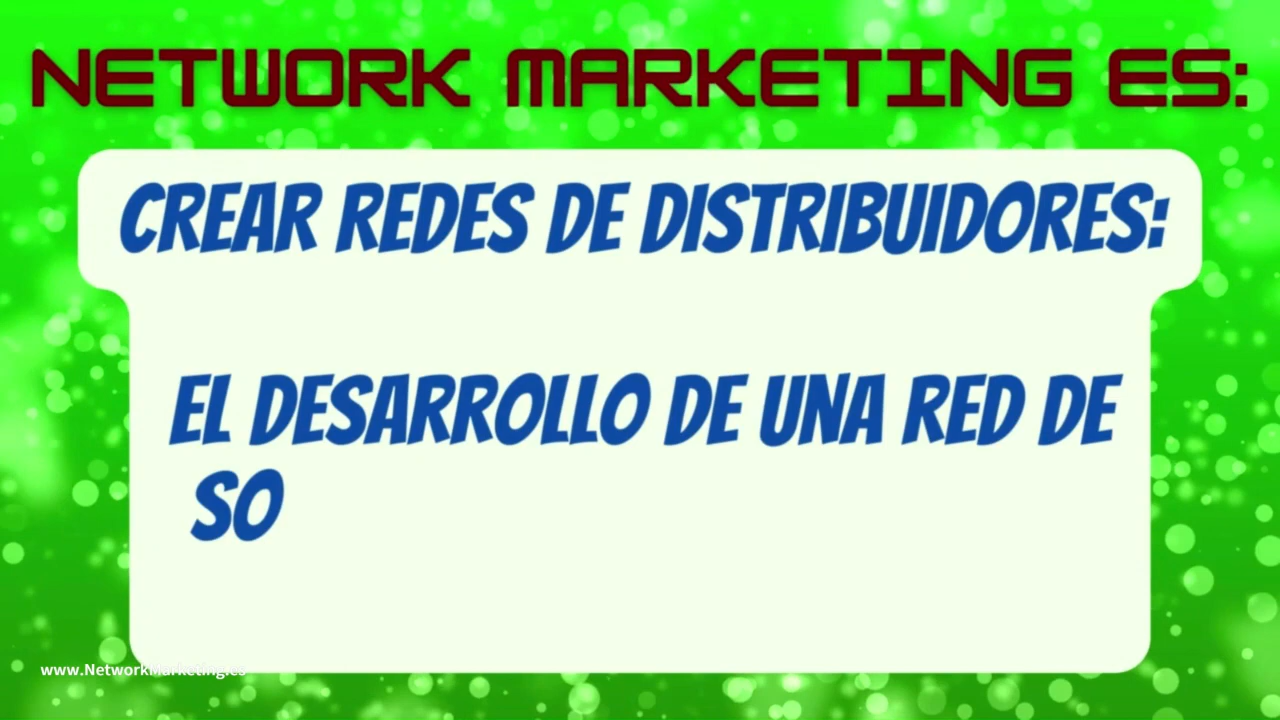 NETWORK MARKETING ES:
CREAR REDES DE DISTRIBUIDORES:
EL DESARROLLO DE UNA RED DE
SO
www.NetworkMarketing.es